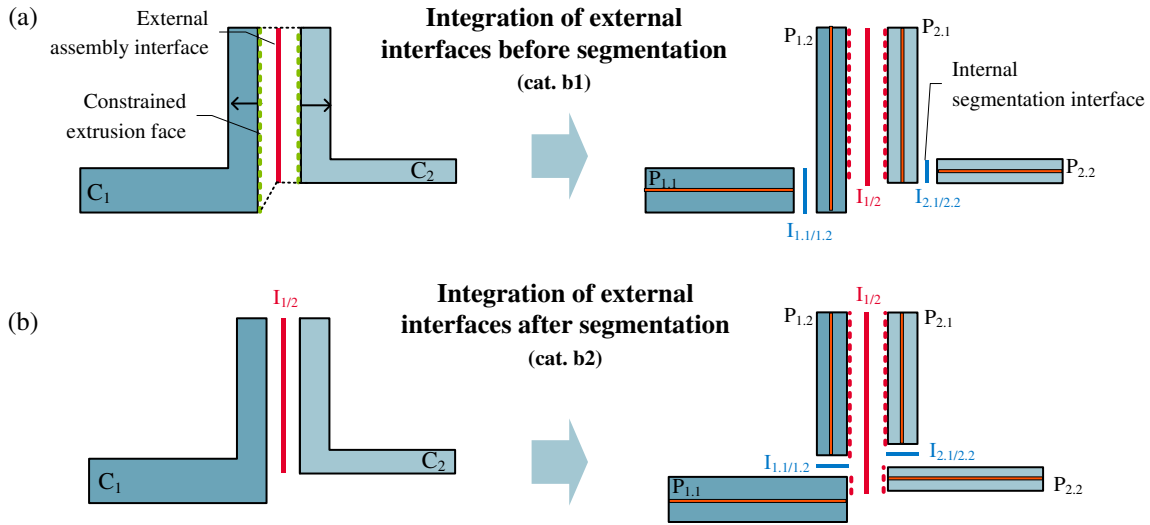 (a)
External
assembly interface
Constrained
extrusion face
C1
C2
Integration of external
interfaces before segmentation
(cat. b1)
P1.2
P2.1
Internal
segmentation interface
P1.1
P2.2
I1/2
I2.1/2.2
I1.1/1.2
(b)
I1/2
C1
C2
Integration of external
interfaces after segmentation
(cat. b2)
I1/2
P1.2
P2.1
I1.1/1.2
I2.1/2.2
P1.1
P2.2